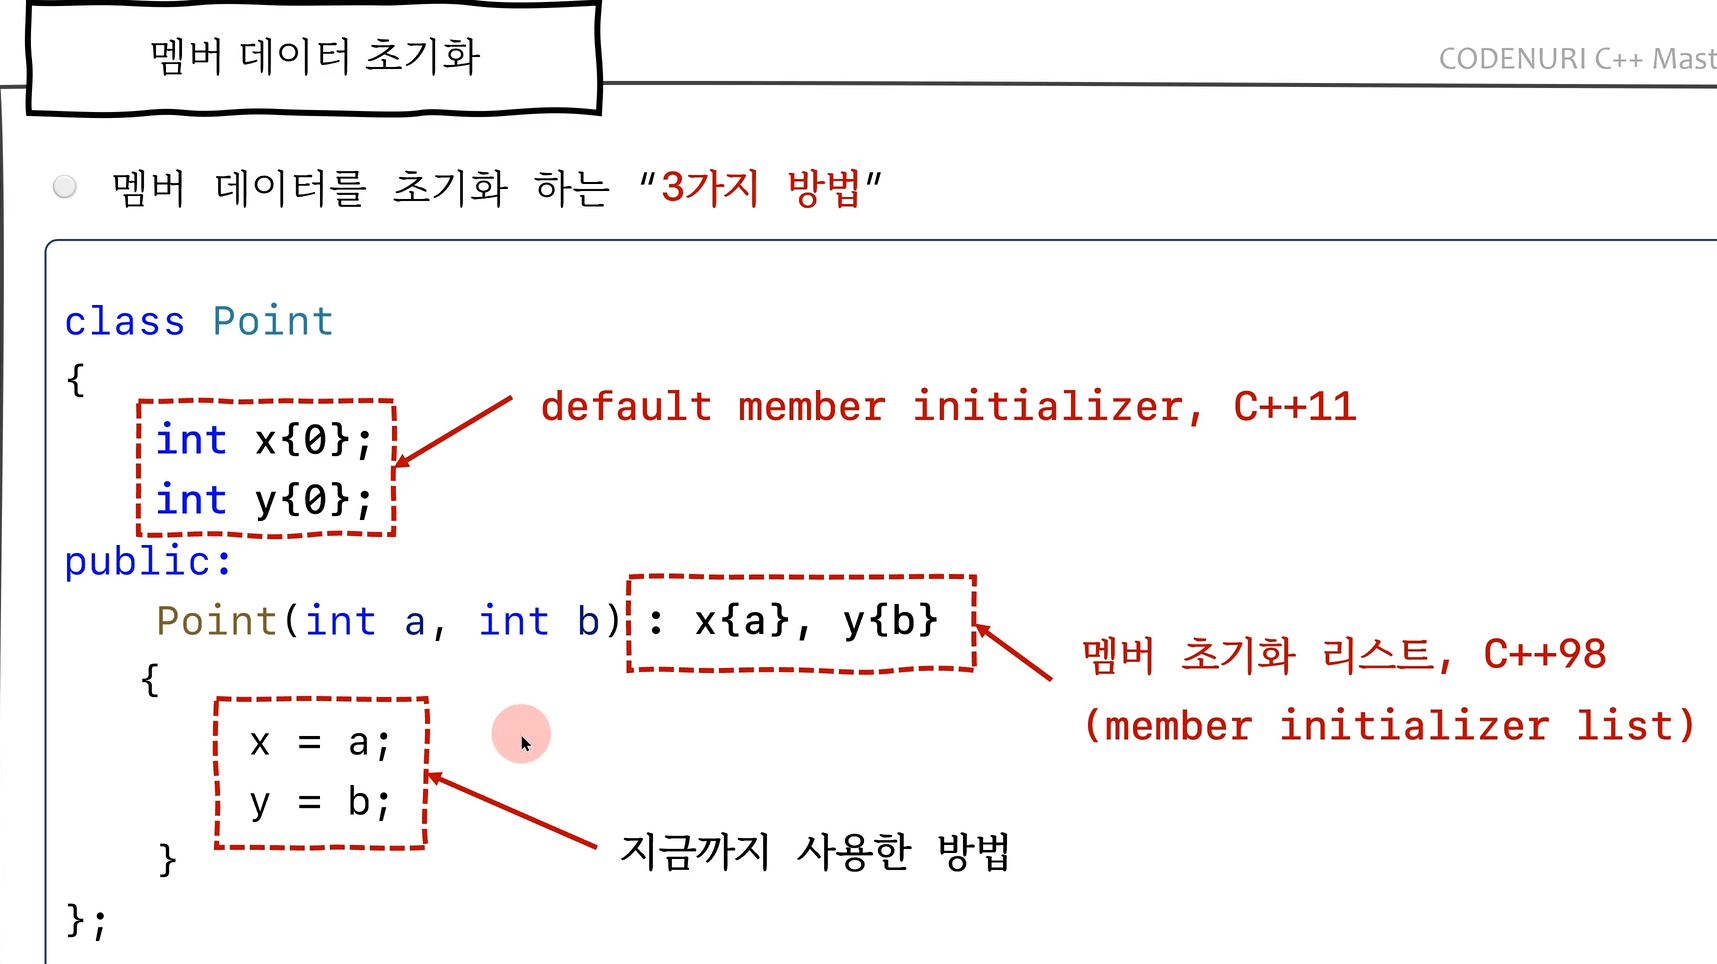 멤버 데이터 초기화
CODENURI C++ Mast
멤버 데이터를 초기화 하는 “3가지 방법”
class Point
{
default member initializer, C++11
int x{0};
int y{0};
public:
Point(int a, int b) : x{a}, y{b}
멤버 초기화 리스트, C++98
(member initializer list)
{
x = a;
y = b;
지금까지 사용한 방법
}
};